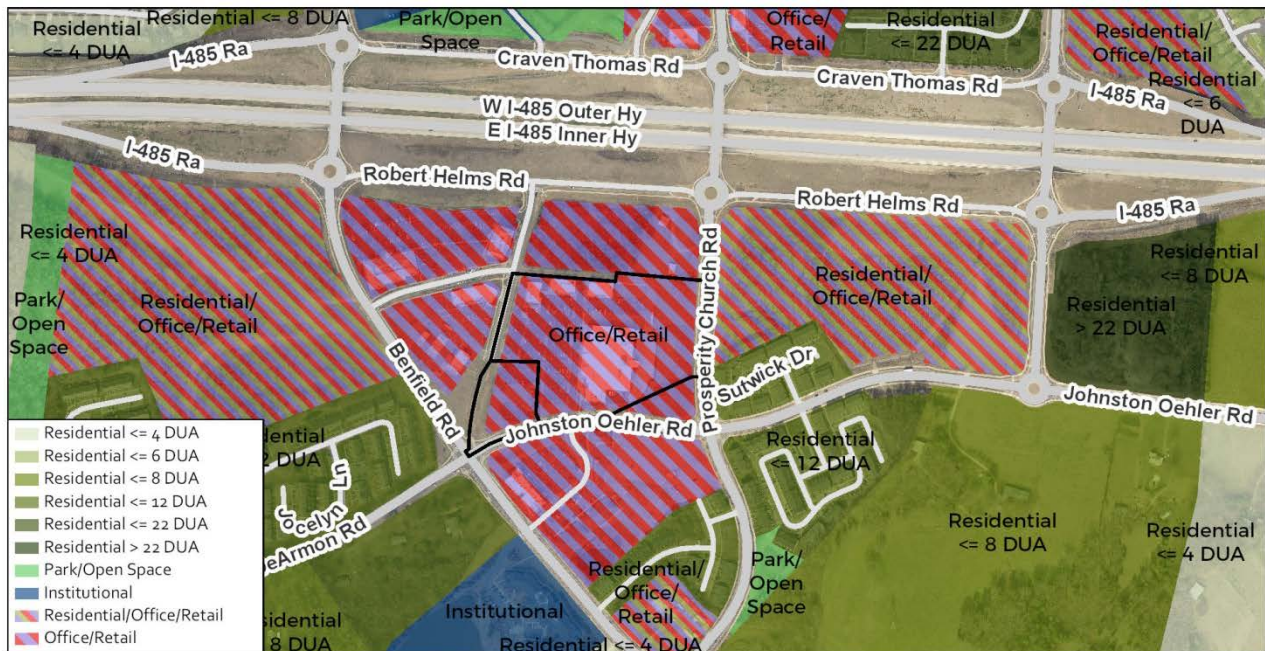 Residential
<= 4 DUA
Residential
<= 8 DUA
Park/Open
Space
Office/
Retail
Residential
<= 22 DUA
Residential/
Office/Retail
I-485 Ra
Craven Thomas Rd
Craven Thomas Rd
I-485 Ra
Residential
<= 6
DUA
W I-485 Outer Hy
E I-485 Inner Hy
I-485 Ra
Robert Helms Rd
Robert Helms Rd
I-485 Ra
Residential
<= 4 DUA
Park/
Open
Space
Residential/
Office/Retail
Benfield Rd
Office/Retail
Prosperity Church Rd
Residential/
Office/Retail
Residential
<= 8 DUA
Residential
> 22 DUA
Sutwick Dr
Johnston Oehler Rd
Johnston Oehler Rd
Residential
<= 12 DUA
Jocelyn Ln
DeArmon Rd
Residential
<= 8 DUA
Residential
<= 4 DUA
Park/
Open
Space
Residential/
Office/
Retail
Institutional
Residential <= 4 DUA
8 DUA
Residential <= 4 DUA
Residential <= 6 DUA
Residential <= 8 DUA
Residential <= 12 DUA
Residential <= 22 DUA
Residential > 22 DUA
Park/Open Space
Institutional
Residential/Office/Retail
Office/Retail